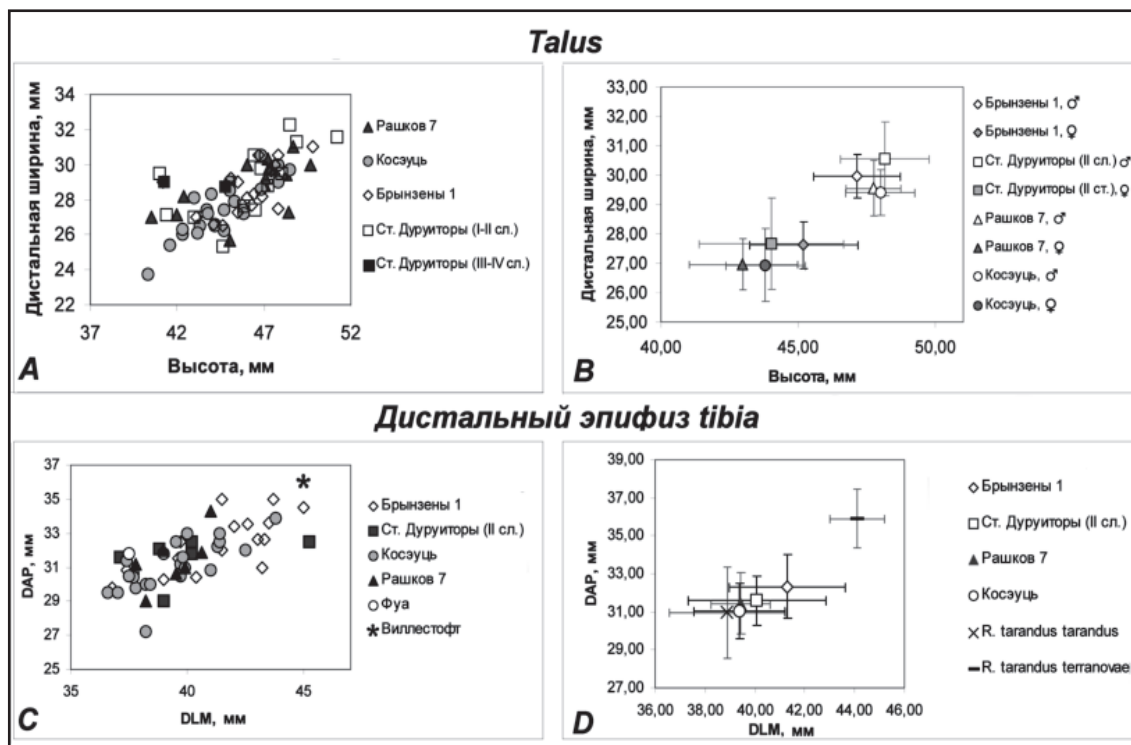 Talus
Дистальная ширина, мм
34
32
30
28
26
24
22
37
42
47
52
Высота, мм
A
▲ Рашков 7
Косэуць
Брынзены 1
Ст. Дуруиторы (I-II сл.)
Ст. Дуруиторы (III-IV сл.)
Дистальная ширина, мм
33,00
32,00
31,00
30,00
29,00
28,00
27,00
26,00
25,00
40,00
45,00
50,00
Высота, мм
B
Брынзены 1, ♂
Брынзены 1, ♀
Ст. Дуруиторы (II сл.) ♂
Ст. Дуруиторы (II ст.), ♀
Рашков 7, ♂
Рашков 7, ♀
Косэуць, ♂
Косэуць, ♀
Дистальный эпифиз tibia
DAP, мм
37
35
33
31
29
27
25
35
40
45
DLM, мм
C
Брынзены 1
Ст. Дуруиторы (II сл.)
Косэуць
Рашков 7
Фуа
Виллестофт
DAP, мм
39,00
37,00
35,00
33,00
31,00
29,00
27,00
36,00
38,00
40,00
42,00
44,00
46,00
DLM, мм
D
Брынзены 1
Ст. Дуруиторы (II сл.)
Рашков 7
Косэуць
R. tarandus tarandus
R. tarandus terranovae